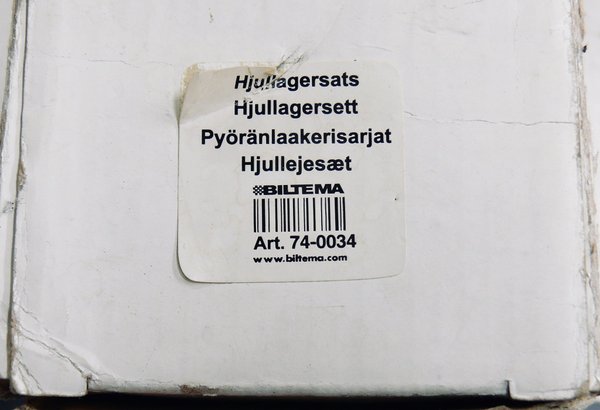 Hjullagersats
Hjullagersett
Pyöränlaakerisarjat
Hjullejesæt
BILTEMA
Art. 74-0034
www.biltema.com